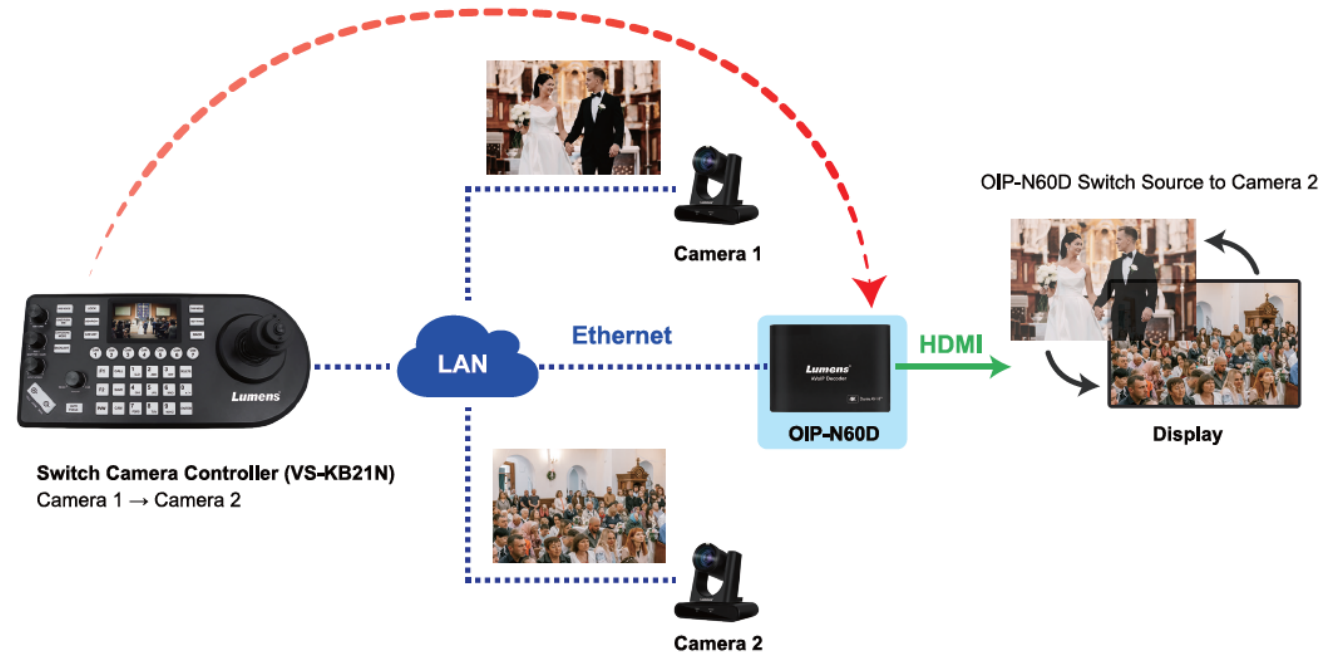 OIP-N60D Switch Source to Camera 2
Camera 1
Ethernet
LAN
HDMI
Lumens
Lumens
OIP-N60D
Display
Switch Camera Controller (VS-KB21N)
Camera 1 → Camera 2
Camera 2